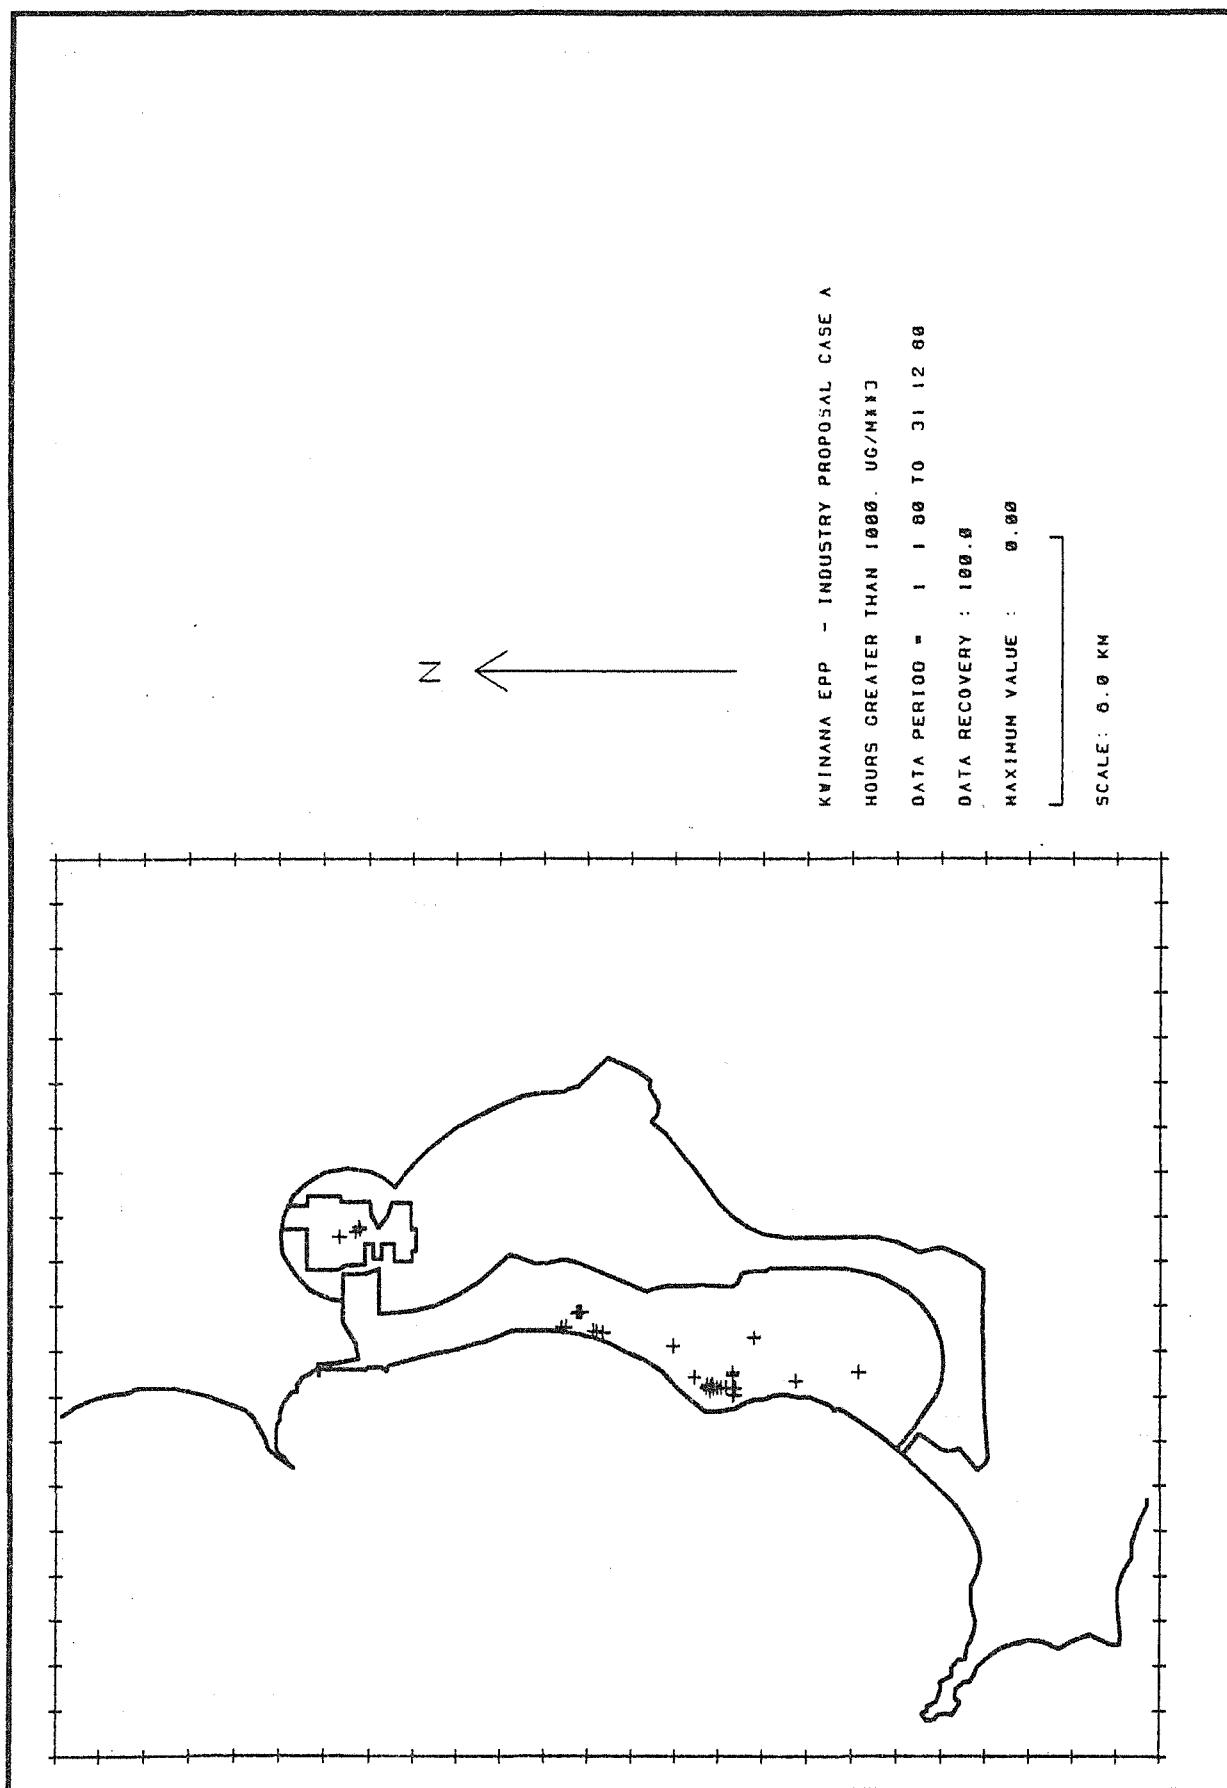 N
KWINANA EPP - INDUSTRY PROPOSAL CASE A
HOURS GREATER THAN 1000. UG/M**3
DATA PERIOD = 1 1 80 TO 31 12 80
DATA RECOVERY : 100.0
MAXIMUM VALUE : 0.00
SCALE: 6.0 KM